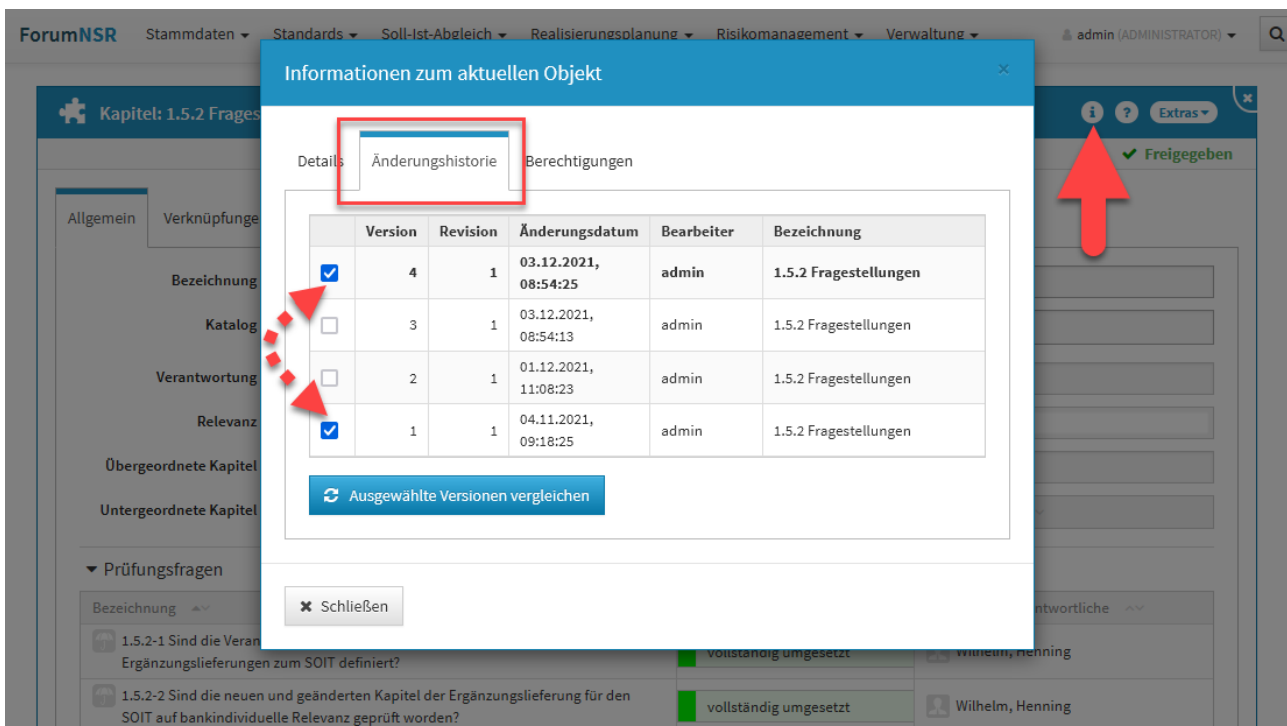 ForumNSR Stammdaten Standards Soll-Ist-Abgleich Realisierungsplanung Risikomanagement Verwaltung admin (ADMINISTRATOR)
Informationen zum aktuellen Objekt
Kapitel: 1.5.2 Frages
i ? Extras
Freigegeben
Details Änderungshistorie Berechtigungen
Allgemein Verknüpfunge
Version Revision Änderungsdatum Bearbeiter Bezeichnung
4 1 03.12.2021, 08:54:25 admin 1.5.2 Fragestellungen
3 1 03.12.2021, 08:54:13 admin 1.5.2 Fragestellungen
2 1 01.12.2021, 11:08:23 admin 1.5.2 Fragestellungen
1 1 04.11.2021, 09:18:25 admin 1.5.2 Fragestellungen
Bezeichnung
Katalog
Verantwortung
Relevanz
Übergeordnete Kapitel
Untergeordnete Kapitel
Ausgewählte Versionen vergleichen
Prüfungsfragen
Schließen
Bezeichnung ntwortliche
1.5.2-1 Sind die Veran
Ergänzungslieferungen zum SOIT definiert?
vollständig umgesetzt Wilhelm, Henning
1.5.2-2 Sind die neuen und geänderten Kapitel der Ergänzungslieferung für den
SOIT auf bankindividuelle Relevanz geprüft worden?
vollständig umgesetzt Wilhelm, Henning